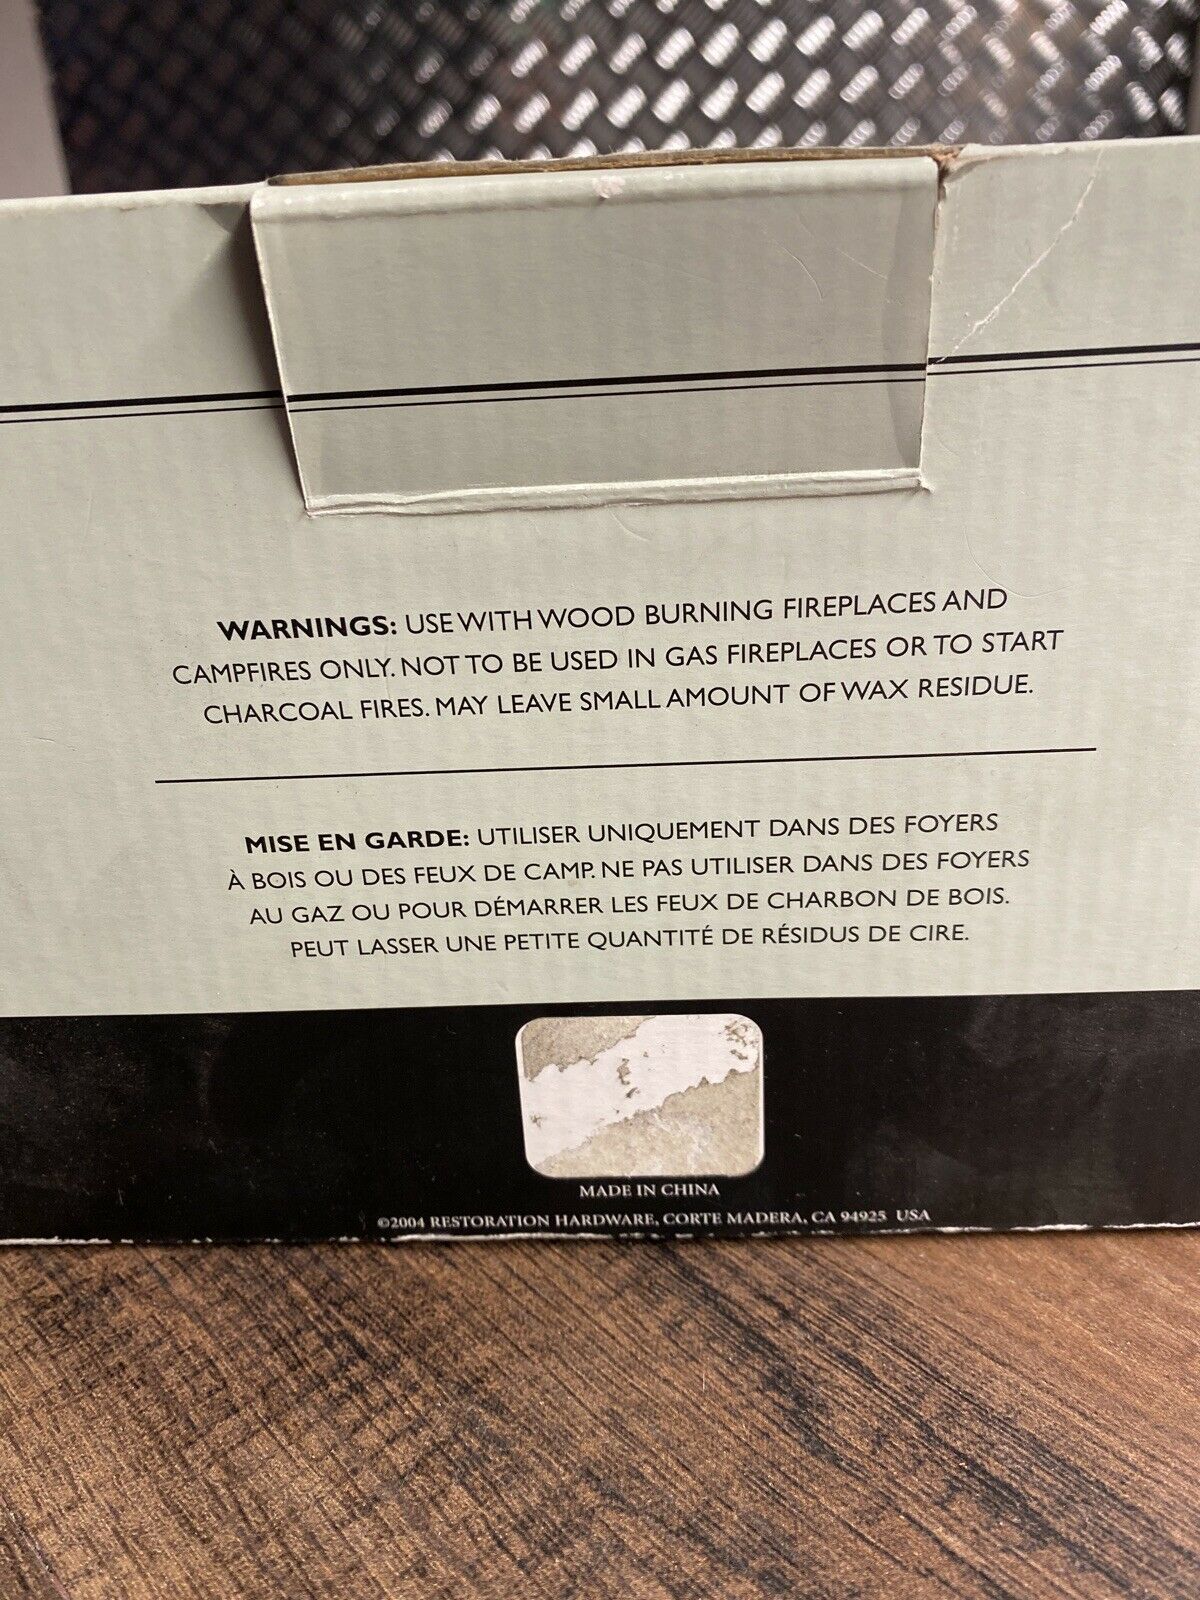 WARNINGS: USE WITH WOOD BURNING FIREPLACES AND
CAMPFIRES ONLY. NOT TO BE USED IN GAS FIREPLACES OR TO START
CHARCOAL FIRES. MAY LEAVE SMALL AMOUNT OF WAX RESIDUE.
MISE EN GARDE: UTILISER UNIQUEMENT DANS DES FOYERS
À BOIS OU DES FEUX DE CAMP. NE PAS UTILISER DANS DES FOYERS
AU GAZ OU POUR DÉMARRER LES FEUX DE CHARBON DE BOIS.
PEUT LASSER UNE PETITE QUANTITÉ DE RÉSIDUS DE CIRE.
MADE IN CHINA
©2004 RESTORATION HARDWARE, CORTE MADERA, CA 94925 USA